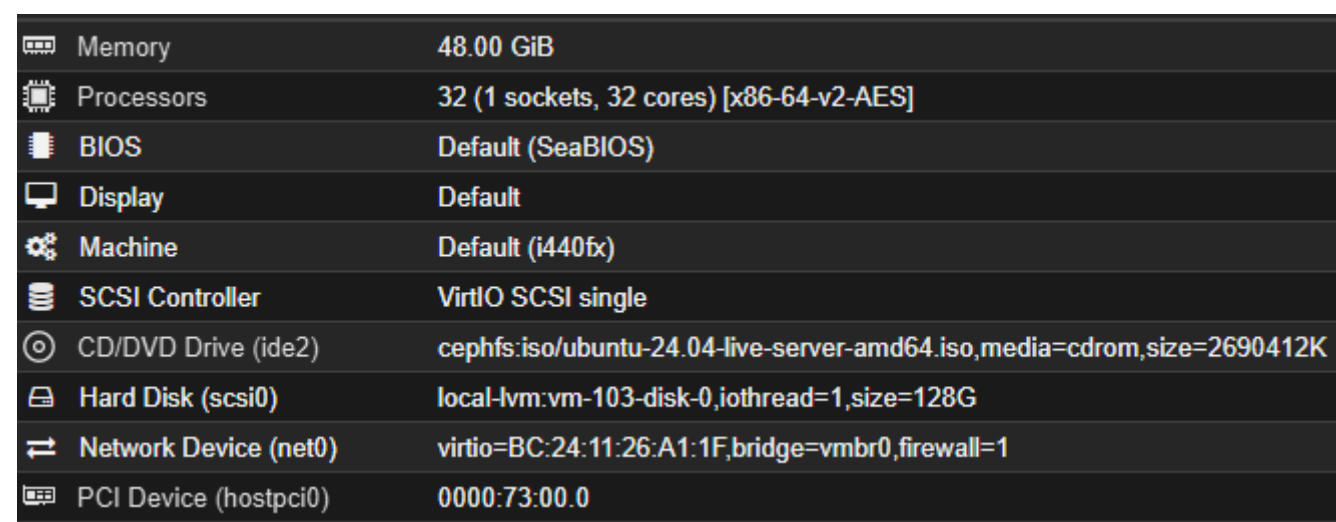 Memory 48.00 GiB
Processors 32 (1 sockets, 32 cores) [x86-64-v2-AES]
BIOS Default (SeaBIOS)
Display Default
Machine Default (i440fx)
SCSI Controller VirtIO SCSI single
CD/DVD Drive (ide2) cephfs:iso/ubuntu-24.04-live-server-amd64.iso,media=cdrom,size=2690412K
Hard Disk (scsi0) local-lvm:vm-103-disk-0,iothread=1,size=128G
Network Device (net0) virtio=BC:24:11:26:A1:1F,bridge=vmbr0,firewall=1
PCI Device (hostpci0) 0000:73:00.0